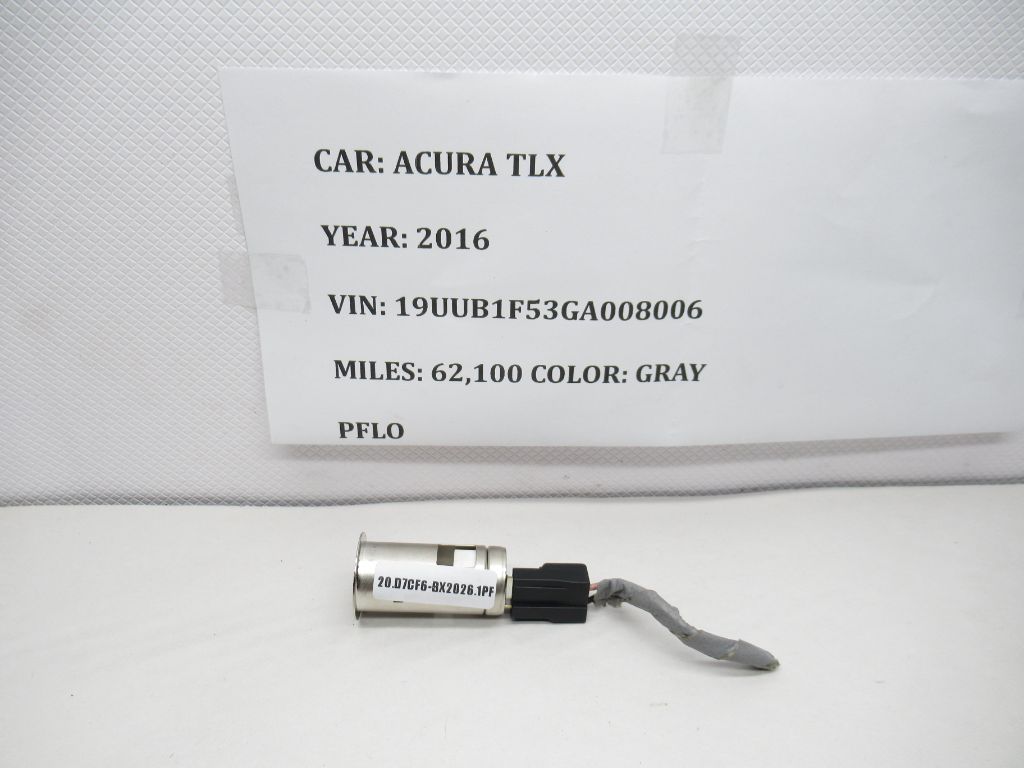 CAR: ACURA TLX
YEAR: 2016
VIN: 19UUB1F53GA008006
MILES: 62,100 COLOR: GRAY
PFLO
20.D7CF6-BX2026.1PF